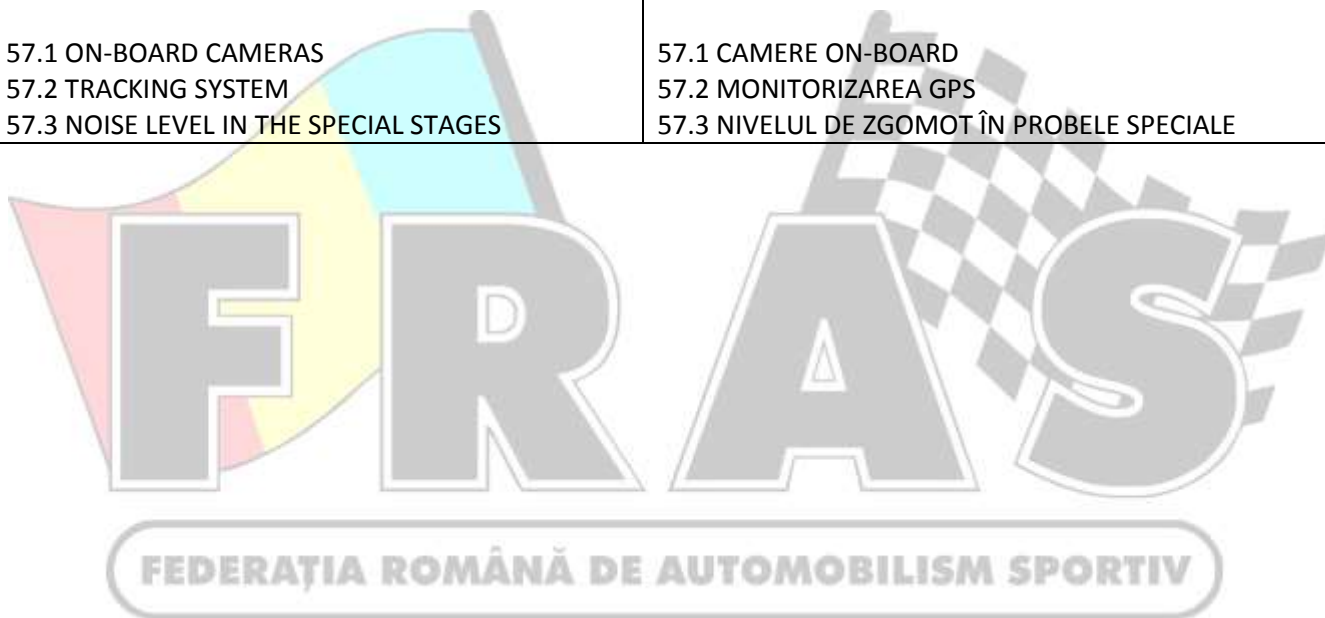 57.1 ON-BOARD CAMERAS
57.2 TRACKING SYSTEM
57.3 NOISE LEVEL IN THE SPECIAL STAGES
57.1 CAMERE ON-BOARD
57.2 MONITORIZAREA GPS
57.3 NIVELUL DE ZGOMOT ÎN PROBELE SPECIALE
FRAS
FEDERAȚIA ROMÂNĂ DE AUTOMOBILISM SPORTIV